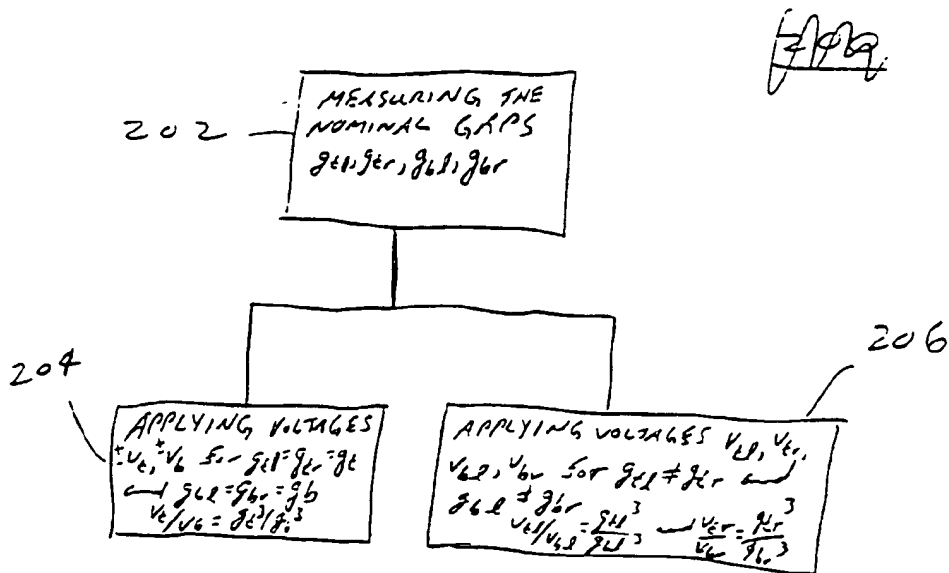 202
MEASURING THE
NOMINAL GAPS
gtl, gtr, gbl, gbr
204
206
APPLYING VOLTAGES
±vt, ±vb for gtl=gtr=gt
and gbl=gbr=gb
vt/vb = gt³/gi³
APPLYING VOLTAGES vtl, vtr,
vbl, vbr for gtl≠gtr and
gbl≠gbr
vtl/vbl = gtl³/gbl³ and vtr/vbr = gtr³/gbr³